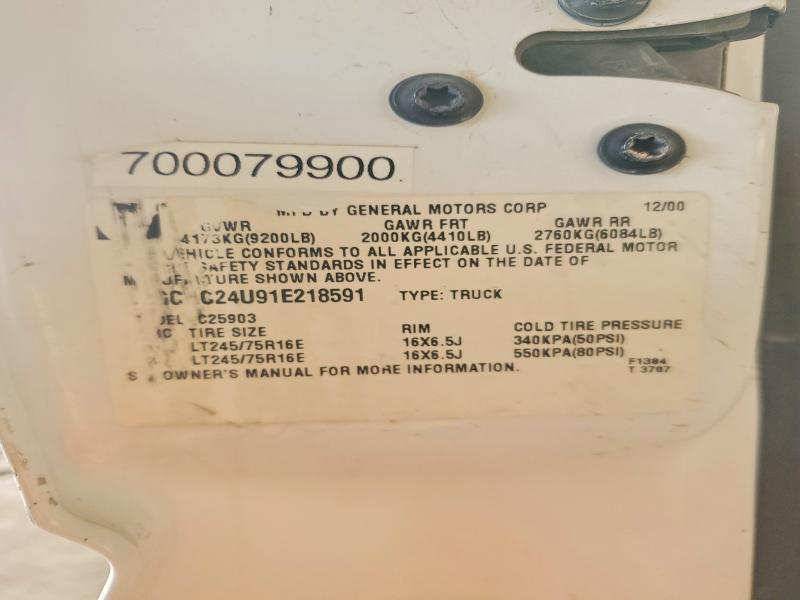 700079900
BY GENERAL MOTORS CORP 12/00
GVWR GAWR FRT GAWR RR
4173KG(9200LB) 2000KG(4410LB) 2760KG(6084LB)
VEHICLE CONFORMS TO ALL APPLICABLE U.S. FEDERAL MOTOR
SAFETY STANDARDS IN EFFECT ON THE DATE OF
SHOWN ABOVE.
C24U91E218591 TYPE: TRUCK
C25903
TIRE SIZE RIM COLD TIRE PRESSURE
LT245/75R16E 16X6.5J 340KPA(50PSI)
LT245/75R16E 16X6.5J 550KPA(80PSI)
OWNER'S MANUAL FOR MORE INFORMATION.
F1384
T 3707